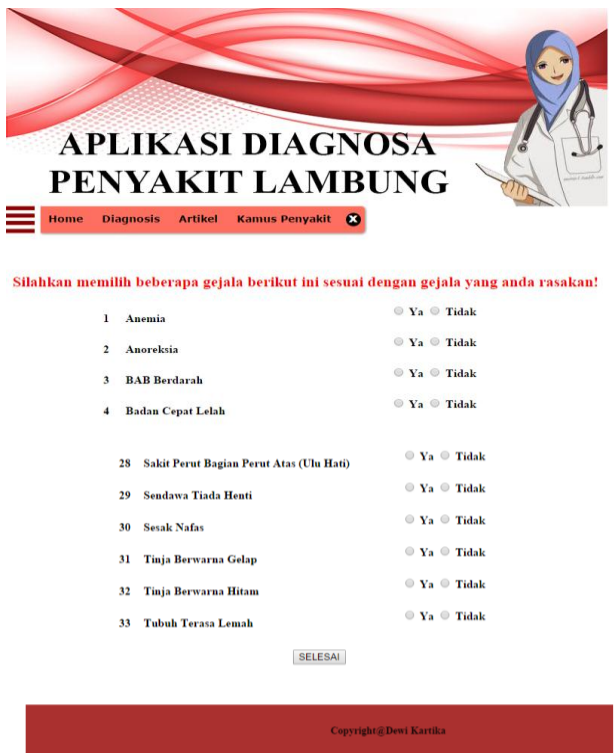 APLIKASI DIAGNOSA
PENYAKIT LAMBUNG
Home Diagnosis Artikel Kamus Penyakit
Silahkan memilih beberapa gejala berikut ini sesuai dengan gejala yang anda rasakan!
1 Anemia Ya Tidak
2 Anoreksia Ya Tidak
3 BAB Berdarah Ya Tidak
4 Badan Cepat Lelah Ya Tidak
28 Sakit Perut Bagian Perut Atas (Ulu Hati) Ya Tidak
29 Sendawa Tiada Henti Ya Tidak
30 Sesak Nafas Ya Tidak
31 Tinja Berwarna Gelap Ya Tidak
32 Tinja Berwarna Hitam Ya Tidak
33 Tubuh Terasa Lemah Ya Tidak
SELESAI
Copyright@Dewi Kartika